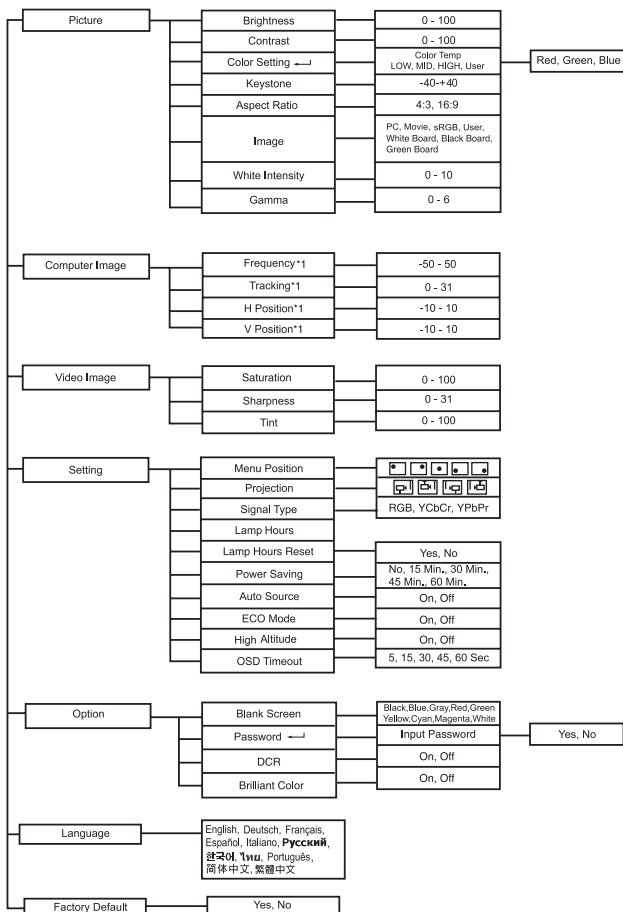 Picture
Brightness
0 - 100
Contrast
0 - 100
Color Setting
Color Temp
LOW, MID, HIGH, User
Red, Green, Blue
Keystone
-40-+40
Aspect Ratio
4:3, 16:9
Image
PC, Movie, sRGB, User,
White Board, Black Board,
Green Board
White Intensity
0 - 10
Gamma
0 - 6
Computer Image
Frequency*1
-50 - 50
Tracking*1
0 - 31
H Position*1
-10 - 10
V Position*1
-10 - 10
Video Image
Saturation
0 - 100
Sharpness
0 - 31
Tint
0 - 100
Setting
Menu Position
Projection
Signal Type
RGB, YCbCr, YPbPr
Lamp Hours
Lamp Hours Reset
Yes, No
Power Saving
No, 15 Min., 30 Min.,
45 Min., 60 Min.
Auto Source
On, Off
ECO Mode
On, Off
High Altitude
On, Off
OSD Timeout
5, 15, 30, 45, 60 Sec
Option
Blank Screen
Black,Blue,Gray,Red,Green
Yellow,Cyan,Magenta,White
Password
Input Password
Yes, No
DCR
On, Off
Brilliant Color
On, Off
Language
English, Deutsch, Français,
Español, Italiano, Русский,
한국어, ไทย, Português,
简体中文, 繁體中文
Factory Default
Yes, No